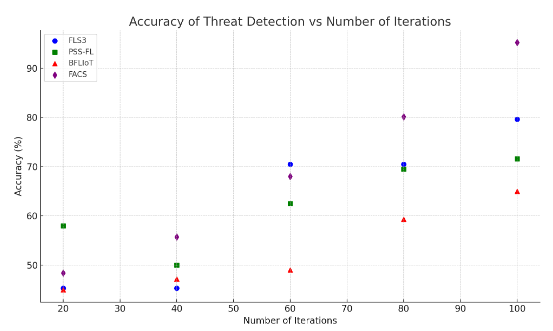 Accuracy of Threat Detection vs Number of Iterations
FLS3
PSS-FL
BFLIoT
FACS
Accuracy (%)
90
80
70
60
50
20 30 40 50 60 70 80 90 100
Number of Iterations